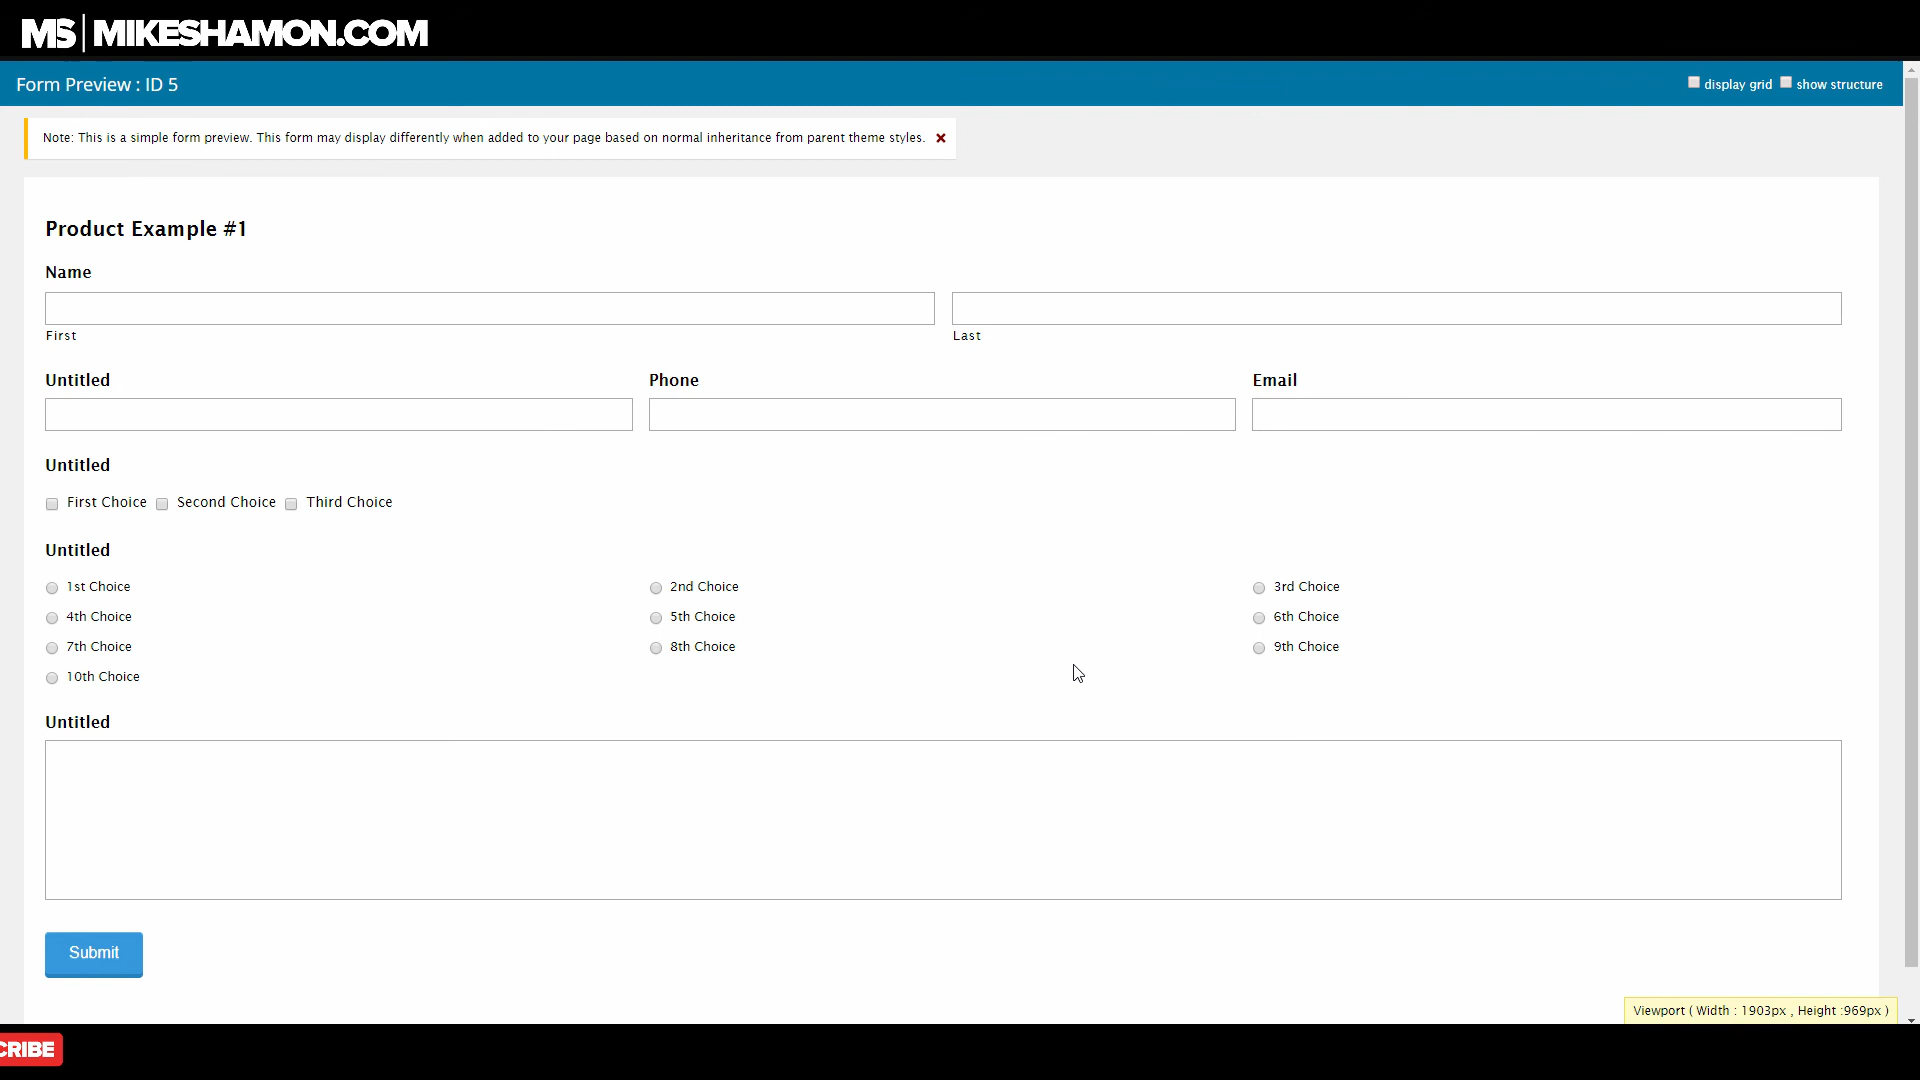 MS|MIKESHAMON.COM
Form Preview : ID 5
display grid show structure
Note: This is a simple form preview. This form may display differently when added to your page based on normal inheritance from parent theme styles.
Product Example #1
Name
First Last
Untitled Phone Email
Untitled
First Choice Second Choice Third Choice
Untitled
1st Choice 2nd Choice 3rd Choice
4th Choice 5th Choice 6th Choice
7th Choice 8th Choice 9th Choice
10th Choice
Untitled
Submit
Viewport ( Width : 1903px , Height :969px )
CRIBE